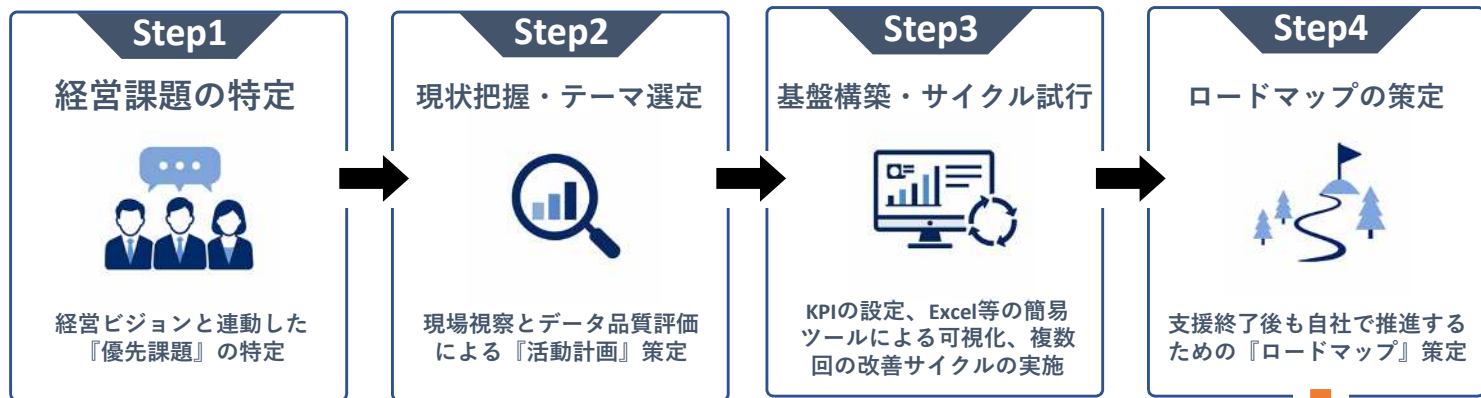 Step1
経営課題の特定
経営ビジョンと連動した
『優先課題』の特定
Step2
現状把握・テーマ選定
現場視察とデータ品質評価
による『活動計画』策定
Step3
基盤構築・サイクル試行
KPIの設定、Excel等の簡易
ツールによる可視化、複数
回の改善サイクルの実施
Step4
ロードマップの策定
支援終了後も自社で推進する
ための『ロードマップ』策定